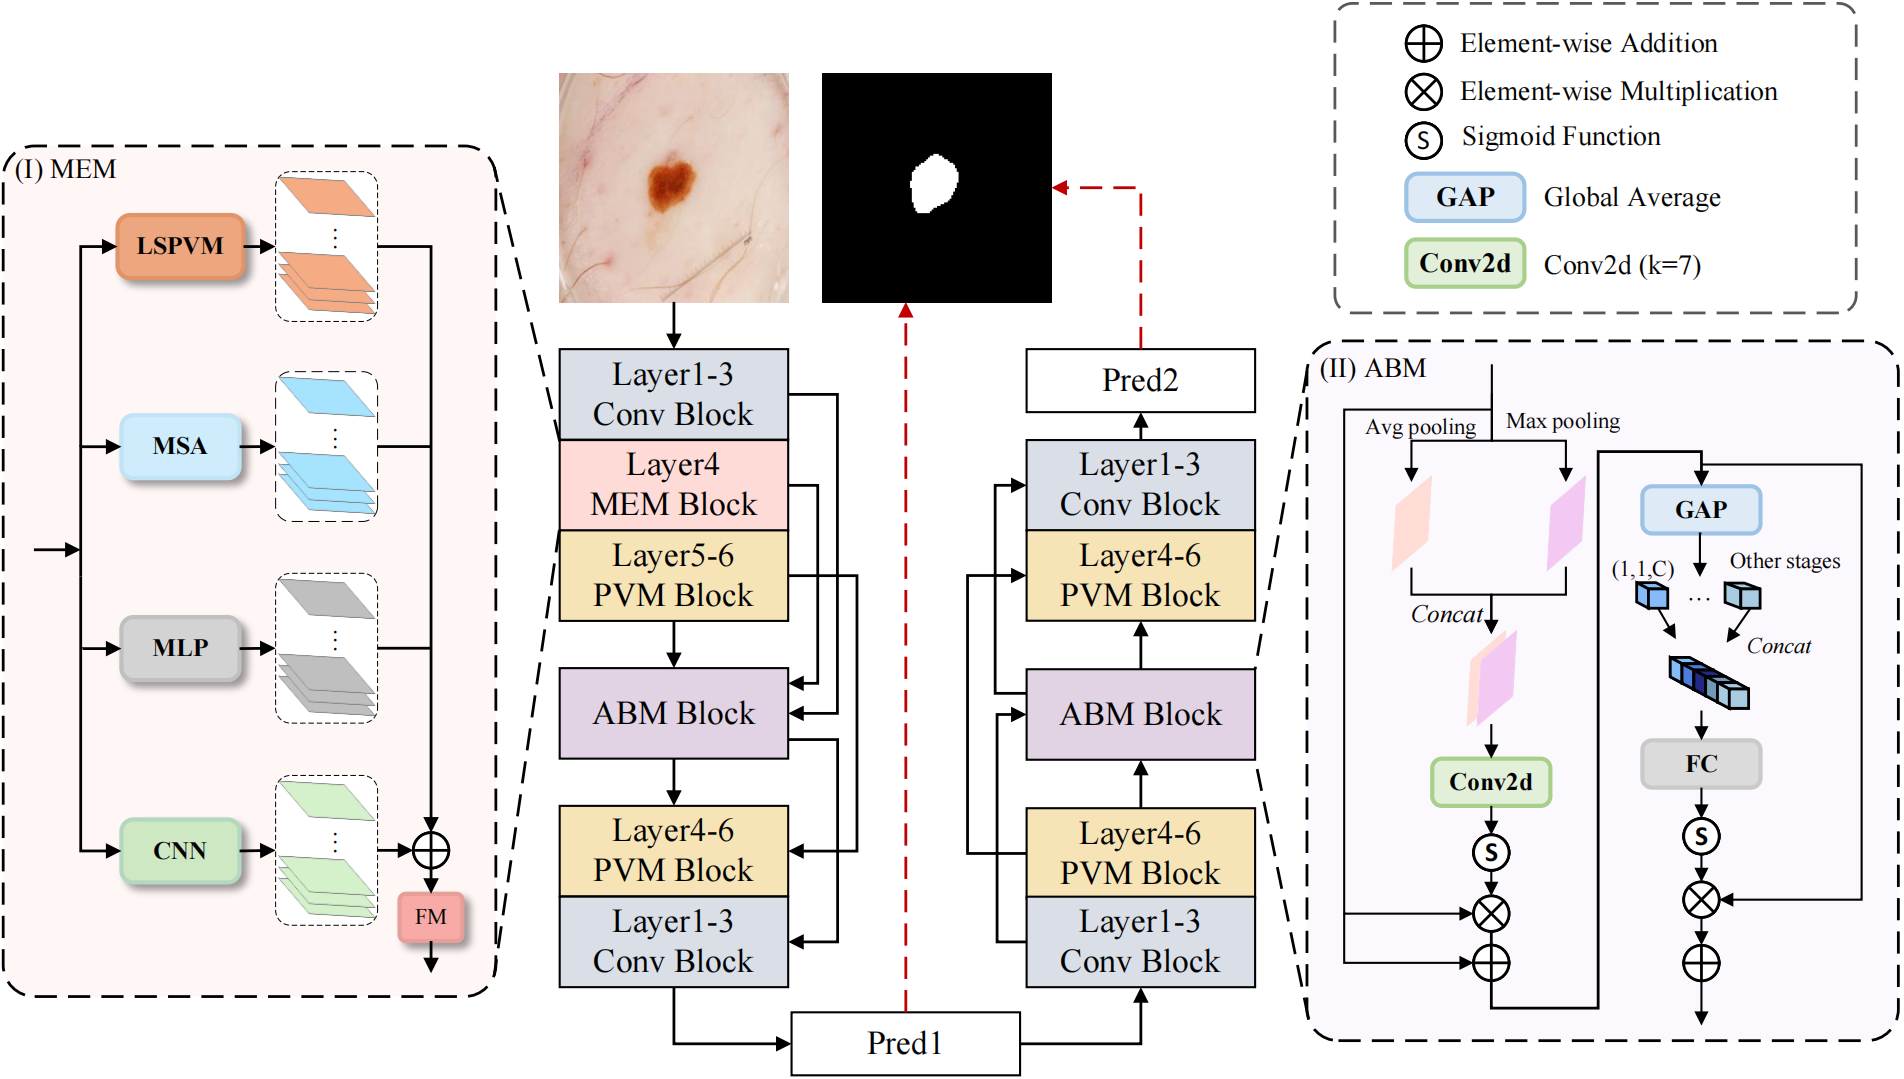 (I) MEM
LSPVM
MSA
MLP
CNN
FM
Layer1-3
Conv Block
Layer4
MEM Block
Layer5-6
PVM Block
ABM Block
Layer4-6
PVM Block
Layer1-3
Conv Block
Pred1
Pred2
Layer1-3
Conv Block
Layer4-6
PVM Block
ABM Block
Layer4-6
PVM Block
Layer1-3
Conv Block
Element-wise Addition
Element-wise Multiplication
S Sigmoid Function
GAP Global Average
Conv2d Conv2d (k=7)
(II) ABM
Avg pooling
Max pooling
Concat
Conv2d
S
GAP
(1,1,C)
...
Other stages
Concat
FC
S